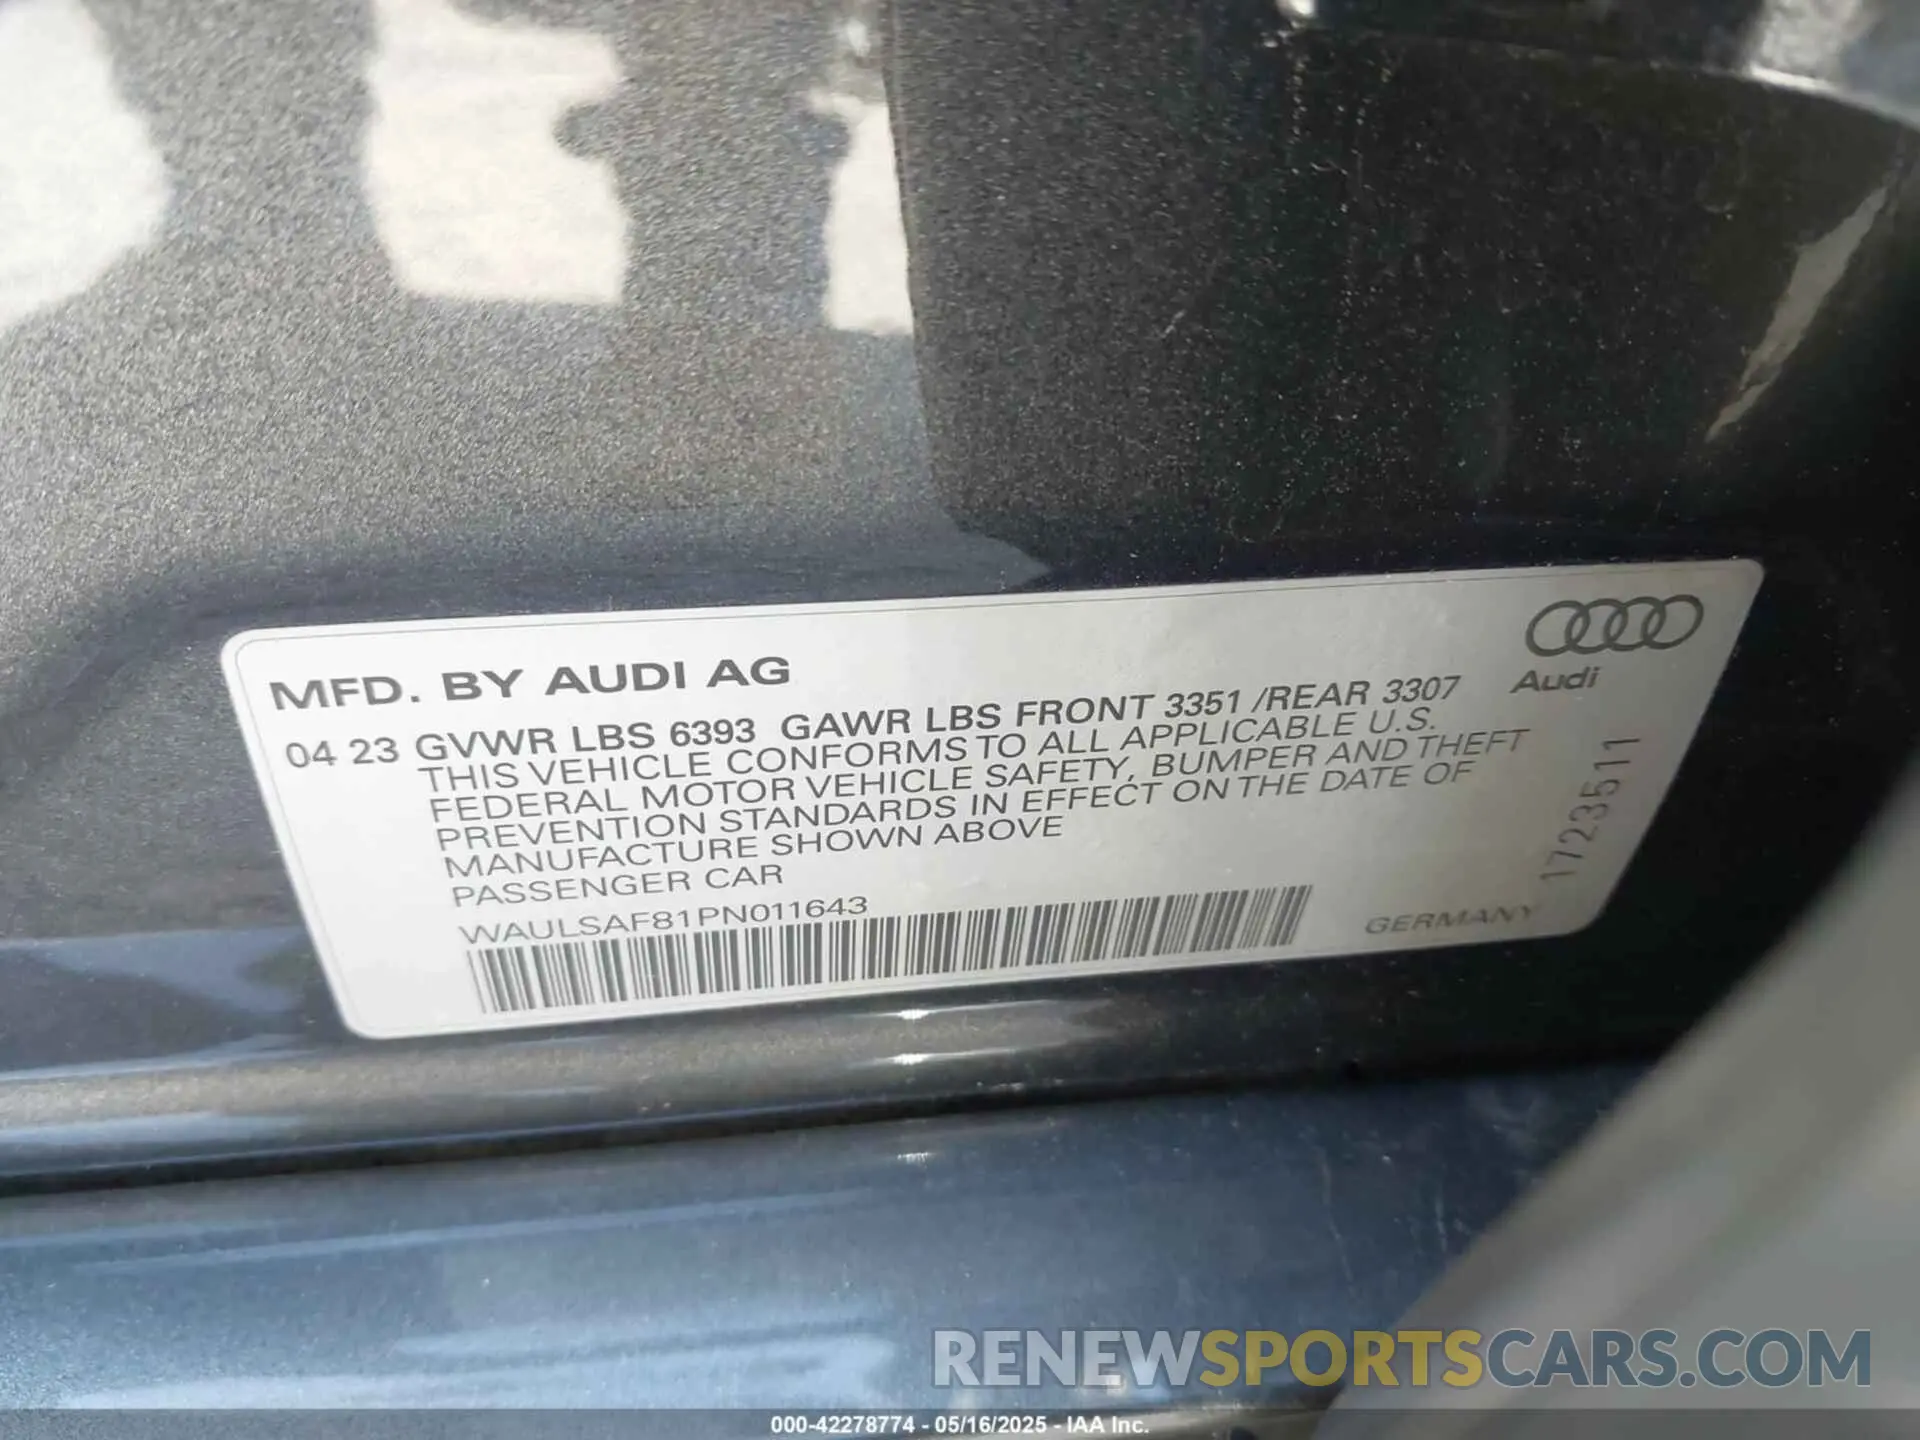 MFD. BY AUDI AG
Audi
04 23 GVWR LBS 6393 GAWR LBS FRONT 3351 /REAR 3307
THIS VEHICLE CONFORMS TO ALL APPLICABLE U.S.
FEDERAL MOTOR VEHICLE SAFETY, BUMPER AND THEFT
PREVENTION STANDARDS IN EFFECT ON THE DATE OF
MANUFACTURE SHOWN ABOVE
PASSENGER CAR
WAULSAF81PN011643
GERMANY
1723511
RENEWSPORTSCARS.COM
000-42278774 - 05/16/2025 - IAA Inc.